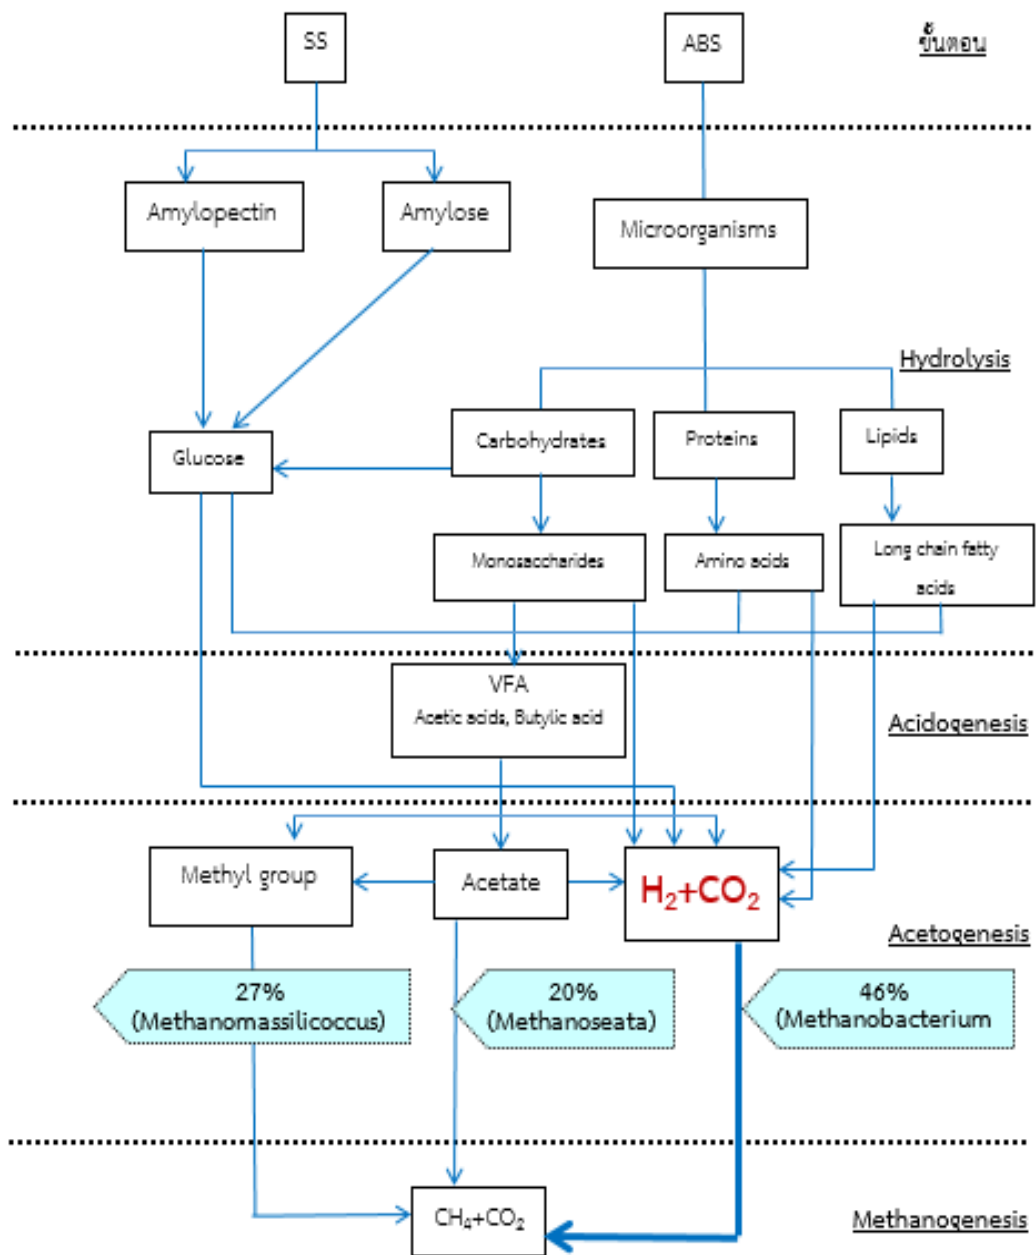 SS
ABS
ขั้นตอน
Amylopectin
Amylose
Microorganisms
Hydrolysis
Glucose
Carbohydrates
Proteins
Lipids
Monosaccharides
Amino acids
Long chain fatty
acids
VFA
Acetic acids, Butylic acid
Acidogenesis
Methyl group
Acetate
H₂+CO₂
Acetogenesis
27%
(Methanomassilicoccus)
20%
(Methanoseata)
46%
(Methanobacterium
CH₄+CO₂
Methanogenesis